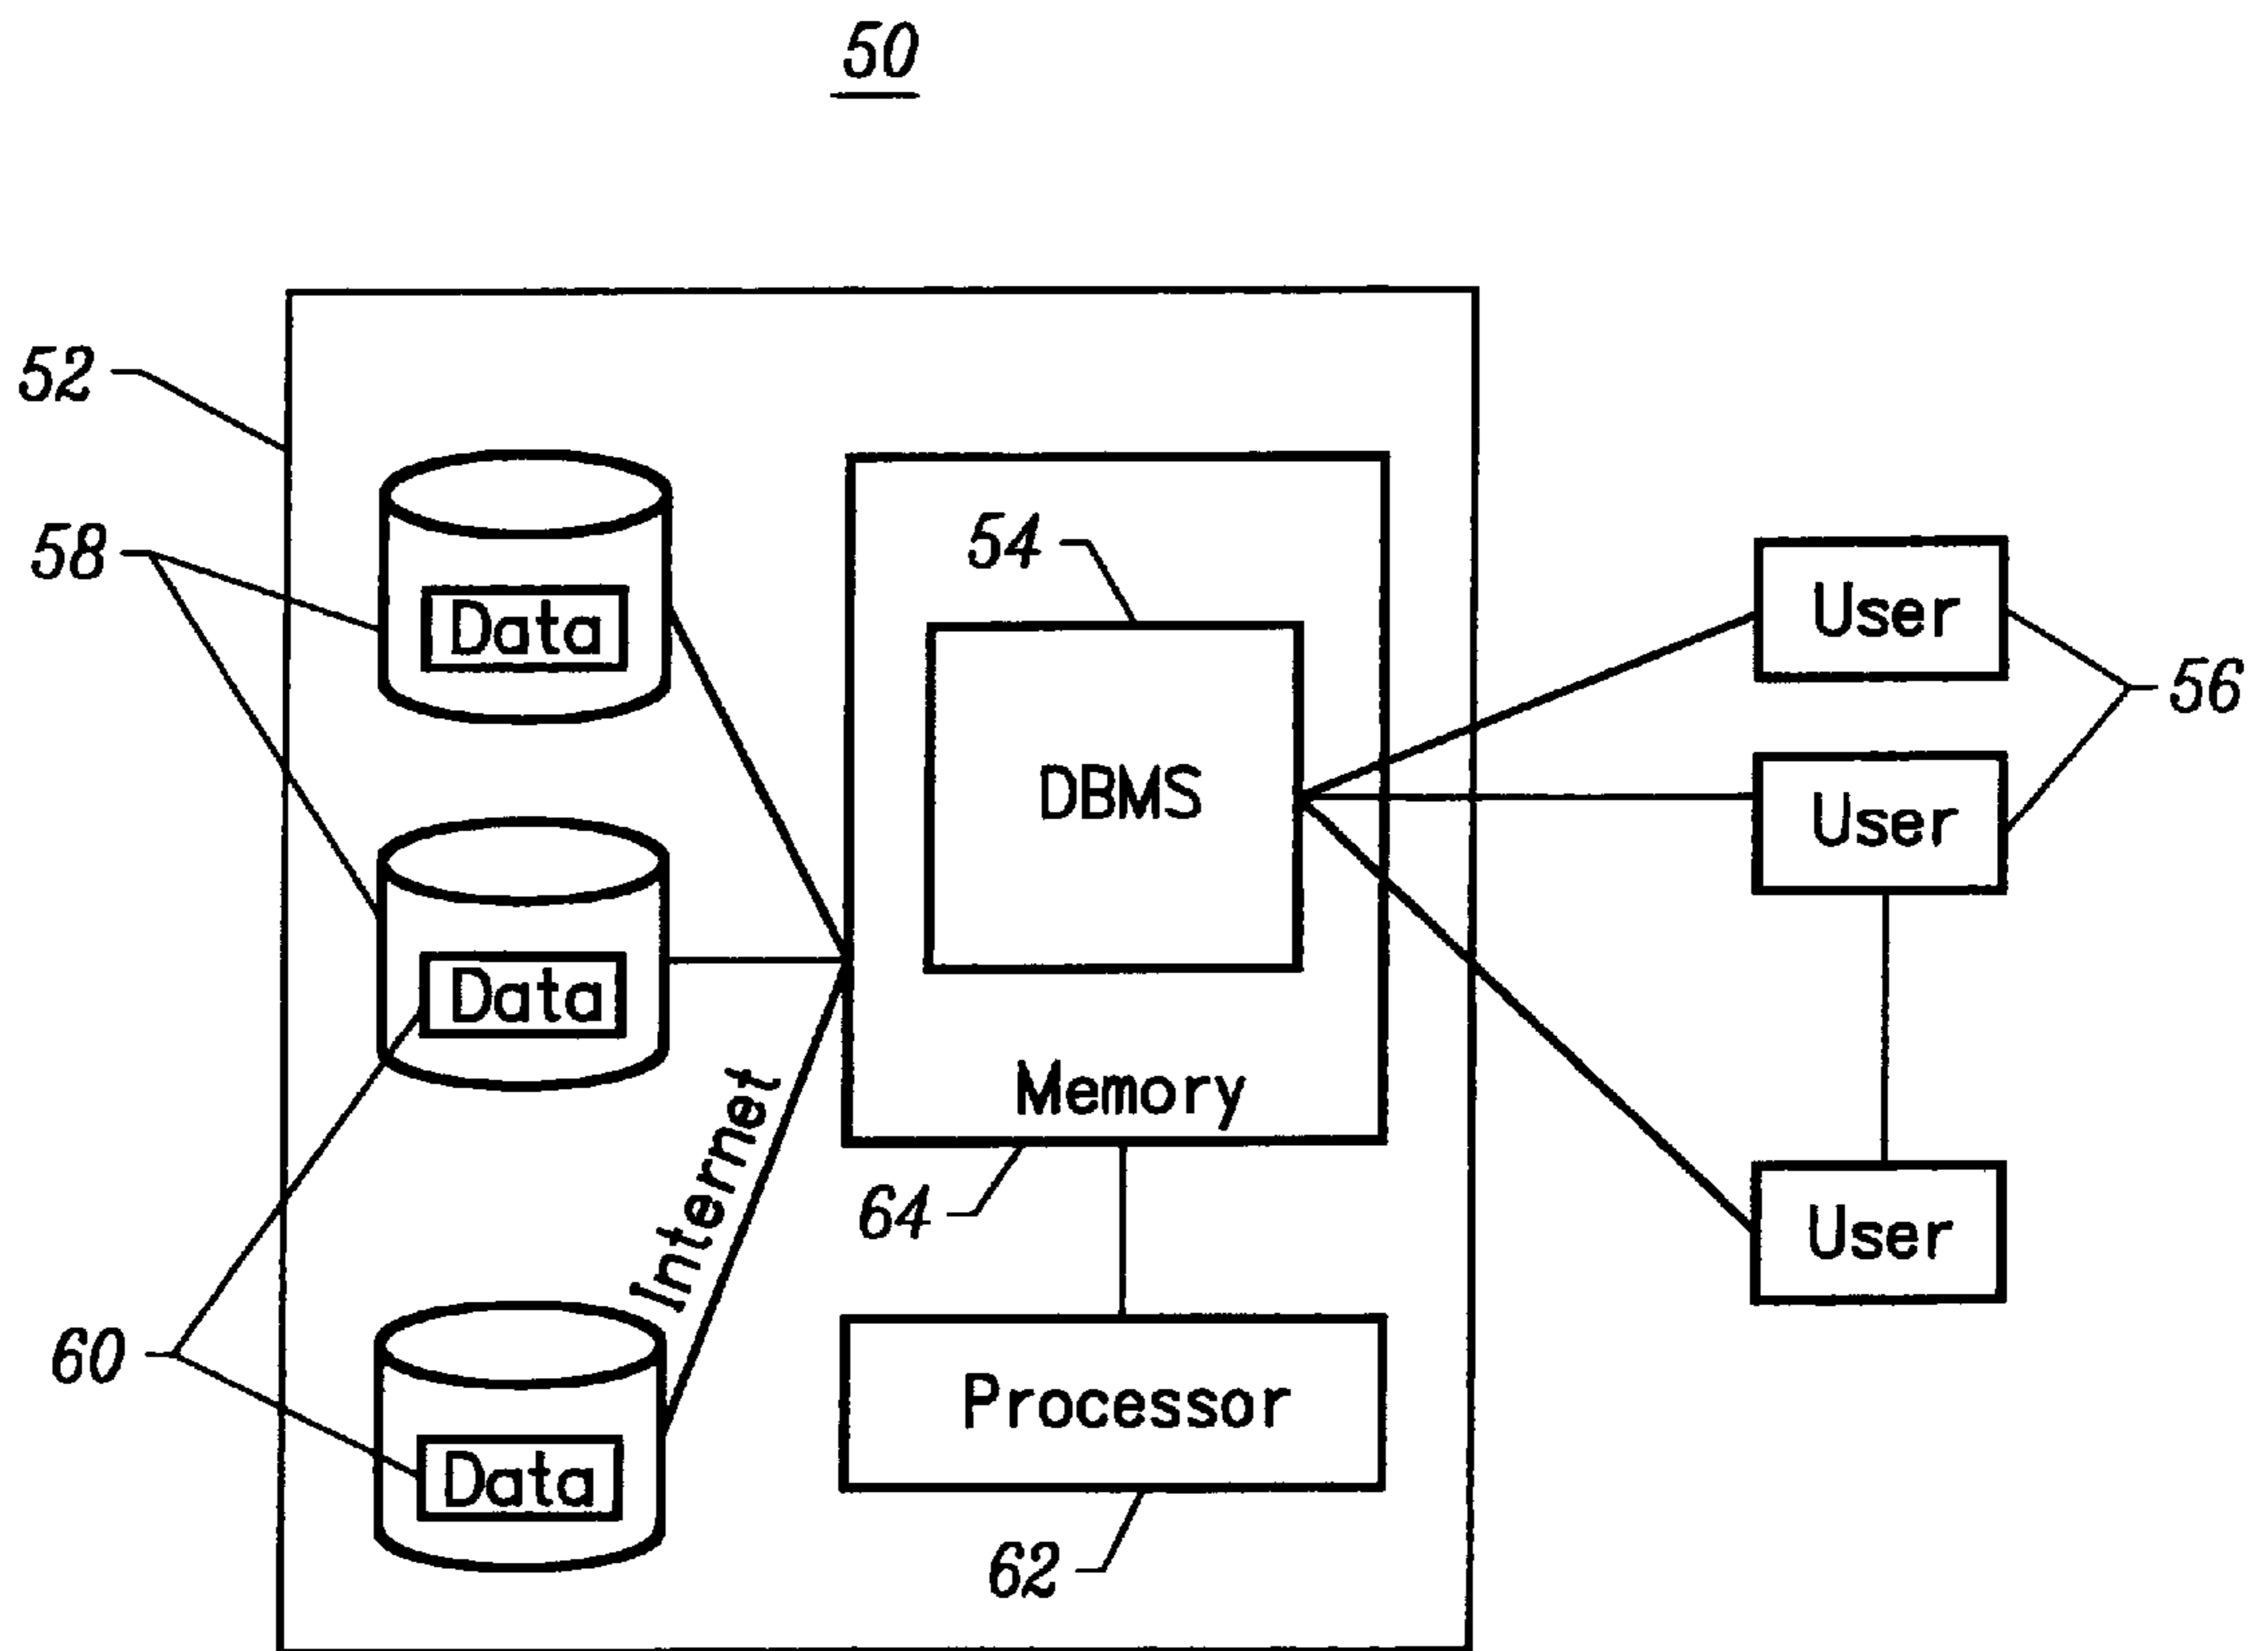 50
52
58
Data
54
DBMS
User
56
User
Data
Memory
Internet
64
User
60
Data
Processor
62